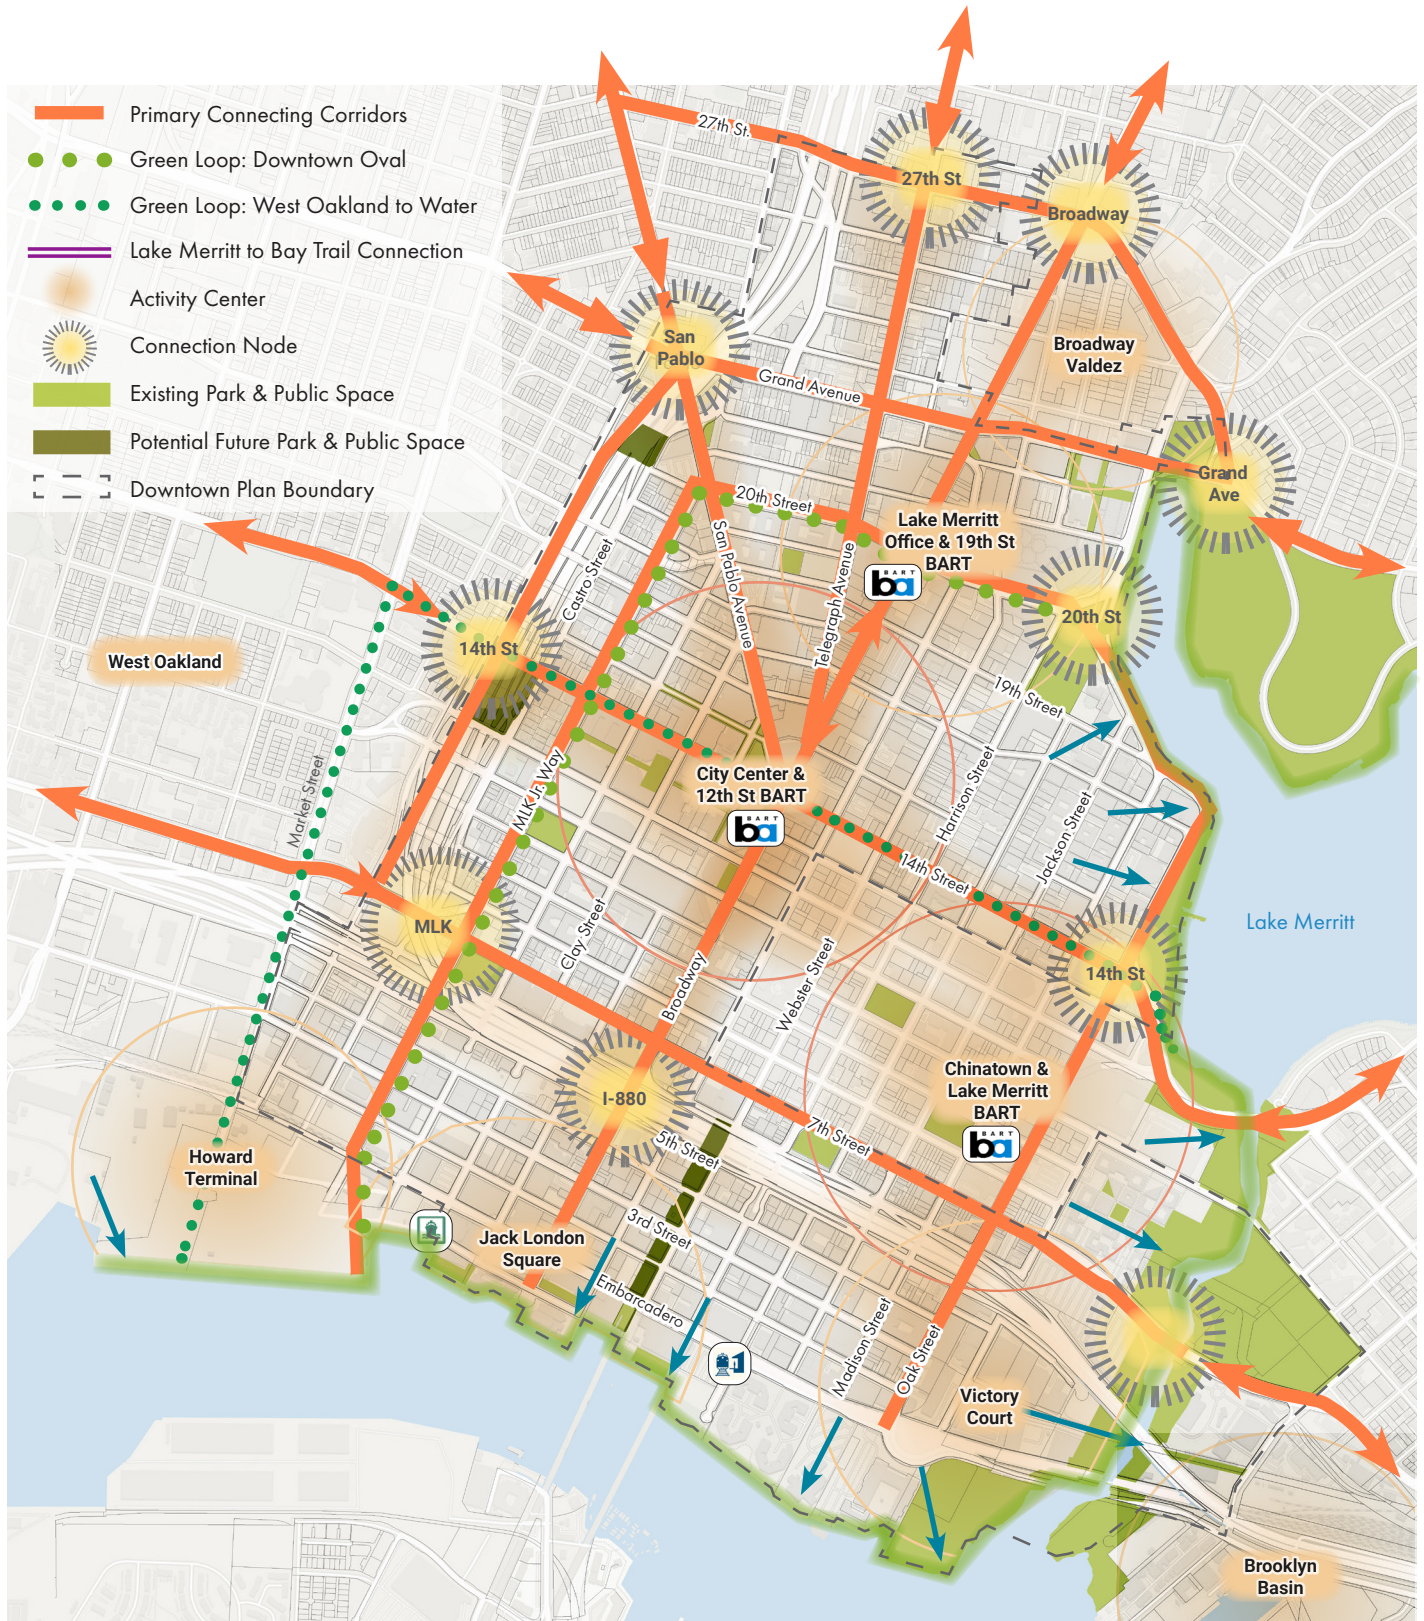 Primary Connecting Corridors
Green Loop: Downtown Oval
Green Loop: West Oakland to Water
Lake Merritt to Bay Trail Connection
Activity Center
Connection Node
Existing Park & Public Space
Potential Future Park & Public Space
Downtown Plan Boundary
27th St.
27th St
Broadway
San
Pablo
Broadway
Valdez
Grand Avenue
Grand
Ave
20th Street
San Pablo Avenue
Telegraph Avenue
Lake Merritt
Office & 19th St
BART
BART
ba
20th St
Castro Street
14th St
West Oakland
19th Street
Market Street
MLK Jr. Way
City Center &
12th St BART
BART
ba
Harrison Street
Jackson Street
14th Street
Lake Merritt
MLK
Clay Street
Broadway
Webster Street
14th St
I-880
Chinatown &
Lake Merritt
BART
BART
ba
7th Street
5th Street
Howard
Terminal
3rd Street
Jack London
Square
Embarcadero
Madison Street
Oak Street
Victory
Court
Brooklyn
Basin